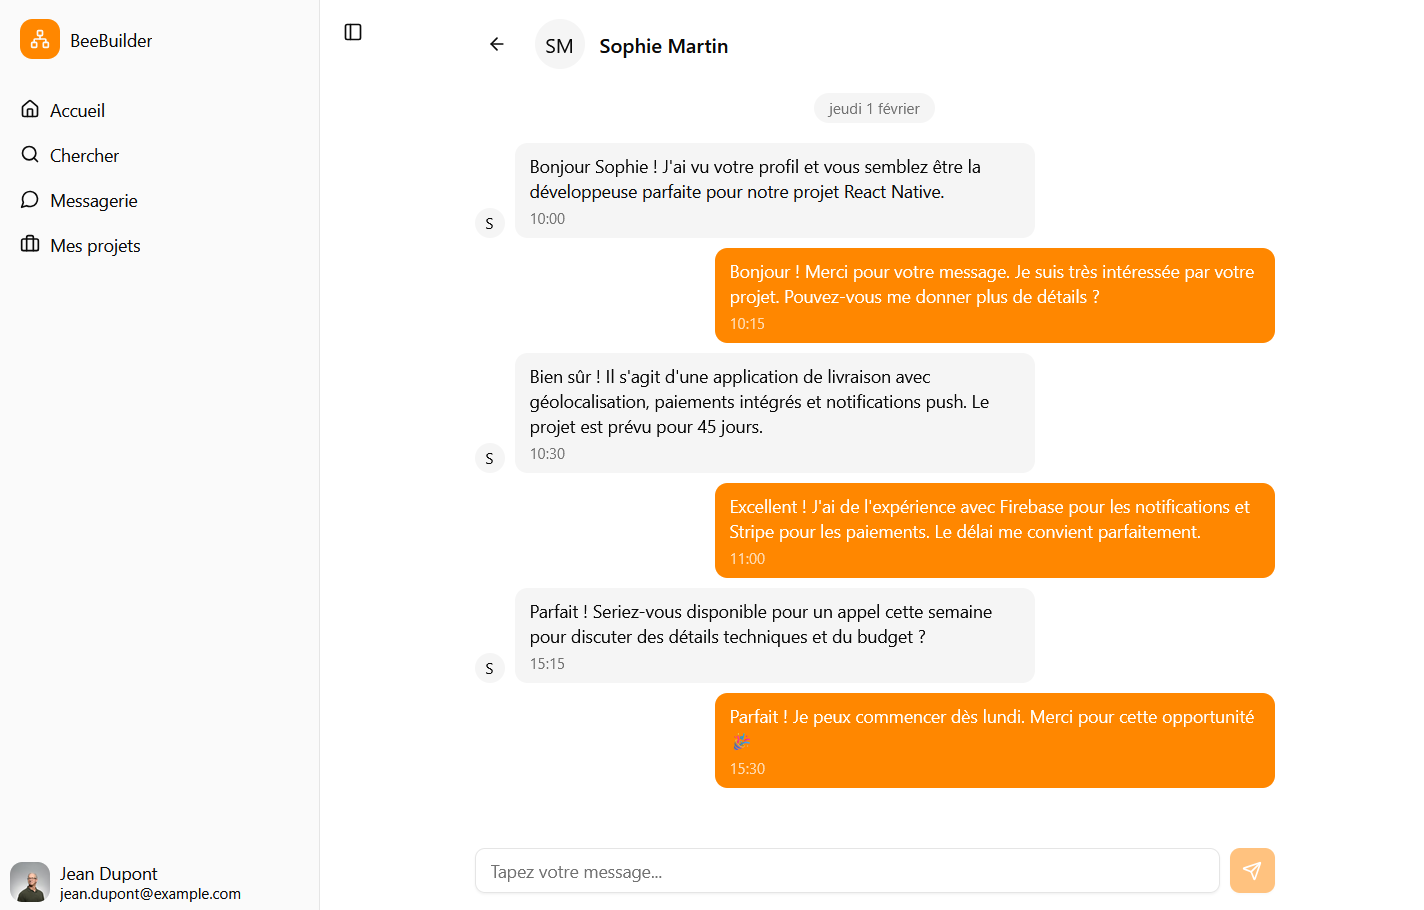 BeeBuilder
Accueil
Chercher
Messagerie
Mes projets
Jean Dupont
jean.dupont@example.com
SM
Sophie Martin
jeudi 1 février
Bonjour Sophie ! J'ai vu votre profil et vous semblez être la
développeuse parfaite pour notre projet React Native.
10:00
S
Bonjour ! Merci pour votre message. Je suis très intéressée par votre
projet. Pouvez-vous me donner plus de détails ?
10:15
Bien sûr ! Il s'agit d'une application de livraison avec
géolocalisation, paiements intégrés et notifications push. Le
projet est prévu pour 45 jours.
10:30
S
Excellent ! J'ai de l'expérience avec Firebase pour les notifications et
Stripe pour les paiements. Le délai me convient parfaitement.
11:00
Parfait ! Seriez-vous disponible pour un appel cette semaine
pour discuter des détails techniques et du budget ?
15:15
S
Parfait ! Je peux commencer dès lundi. Merci pour cette opportunité
🎉
15:30
Tapez votre message...